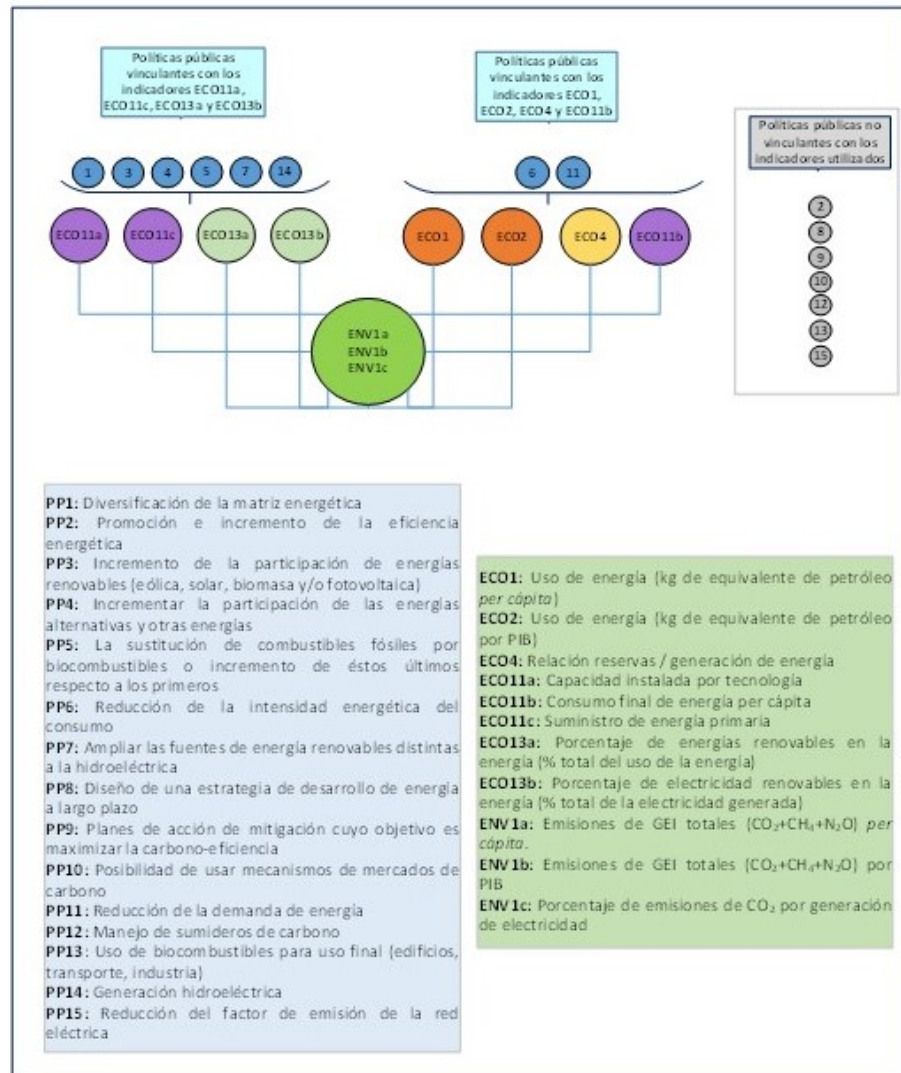 Políticas públicas
vinculantes con los
indicadores ECO11a,
ECO11c, ECO13a y ECO13b
Políticas públicas
vinculantes con los
indicadores ECO1,
ECO2, ECO4 y ECO11b
Políticas públicas no
vinculantes con los
indicadores utilizados
1 3 4 5 7 14
6 11
2
8
9
10
12
13
15
ECO11a ECO11c ECO13a ECO13b ECO1 ECO2 ECO4 ECO11b
ENV1a
ENV1b
ENV1c
PP1: Diversificación de la matriz energética
PP2: Promoción e incremento de la eficiencia
energética
PP3: Incremento de la participación de energías
renovables (eólica, solar, biomasa y/o fotovoltaica)
PP4: Incrementar la participación de las energías
alternativas y otras energías
PP5: La sustitución de combustibles fósiles por
biocombustibles o incremento de éstos últimos
respecto a los primeros
PP6: Reducción de la intensidad energética del
consumo
PP7: Ampliar las fuentes de energía renovables distintas
a la hidroeléctrica
PP8: Diseño de una estrategia de desarrollo de energía
a largo plazo
PP9: Planes de acción de mitigación cuyo objetivo es
maximizar la carbono-eficiencia
PP10: Posibilidad de usar mecanismos de mercados de
carbono
PP11: Reducción de la demanda de energía
PP12: Manejo de sumideros de carbono
PP13: Uso de biocombustibles para uso final (edificios,
transporte, industria)
PP14: Generación hidroeléctrica
PP15: Reducción del factor de emisión de la red
eléctrica
ECO1: Uso de energía (kg de equivalente de petróleo
per cápita)
ECO2: Uso de energía (kg de equivalente de petróleo
por PIB)
ECO4: Relación reservas / generación de energía
ECO11a: Capacidad instalada por tecnología
ECO11b: Consumo final de energía per cápita
ECO11c: Suministro de energía primaria
ECO13a: Porcentaje de energías renovables en la
energía (% total del uso de la energía)
ECO13b: Porcentaje de electricidad renovables en la
energía (% total de la electricidad generada)
ENV1a: Emisiones de GEI totales (CO₂+CH₄+N₂O) per
cápita.
ENV1b: Emisiones de GEI totales (CO₂+CH₄+N₂O) por
PIB
ENV1c: Porcentaje de emisiones de CO₂ por generación
de electricidad